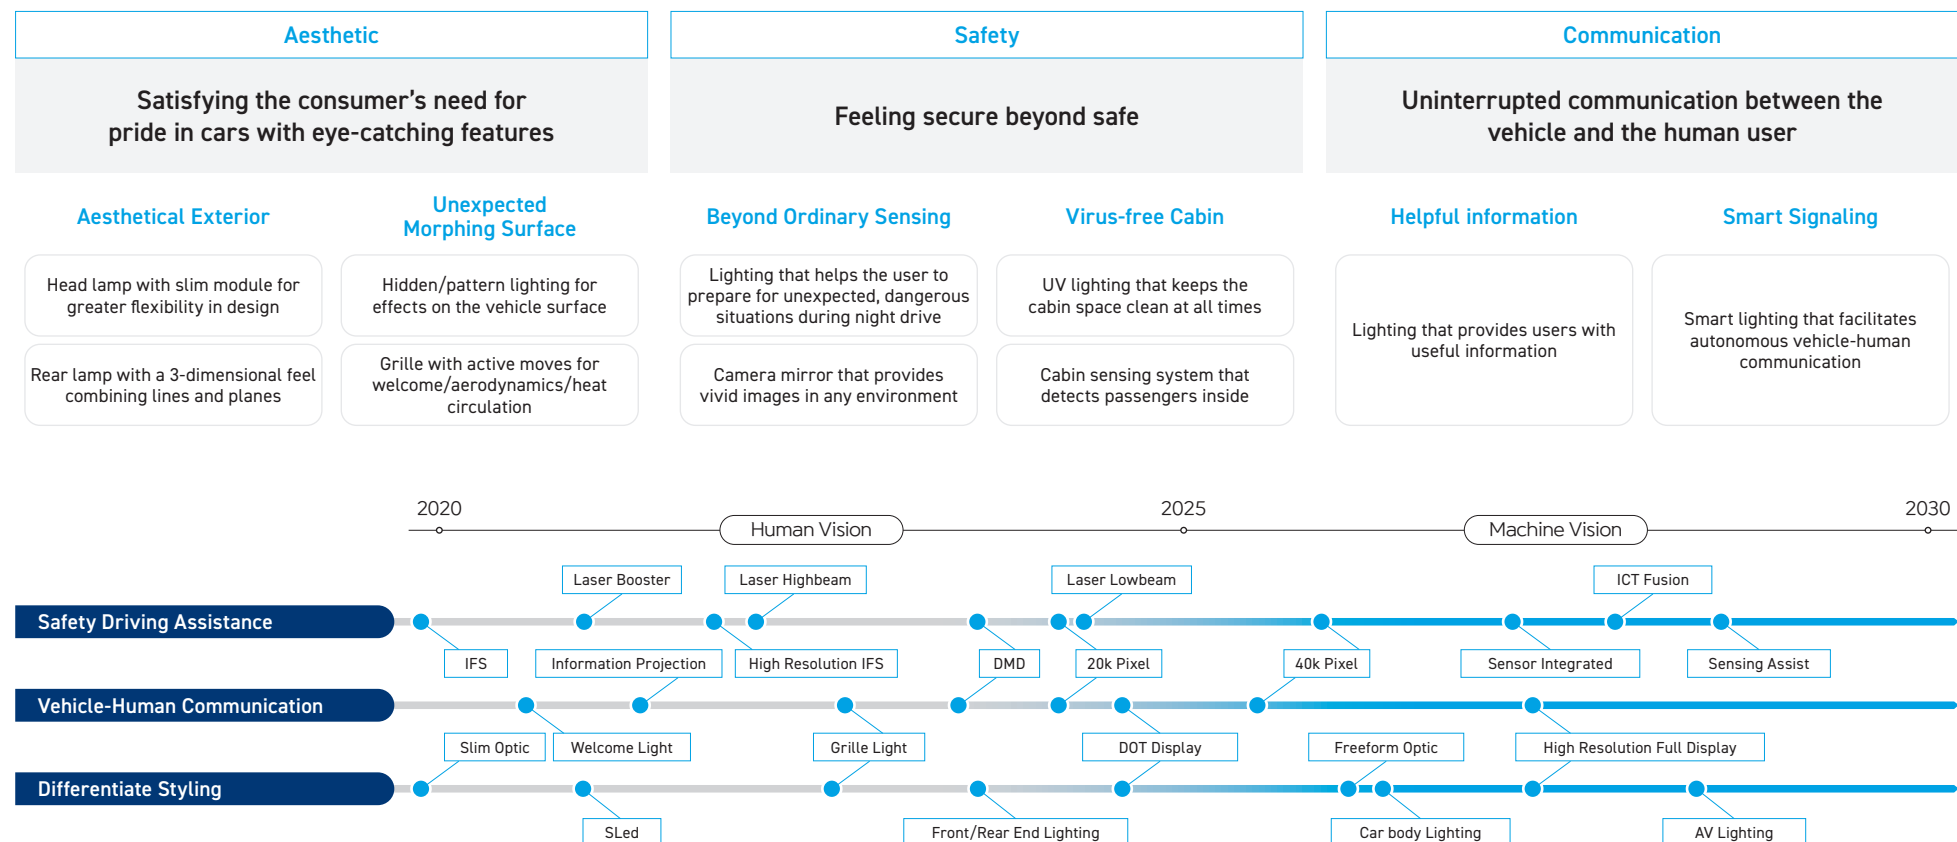 Aesthetic
Satisfying the consumer's need for
pride in cars with eye-catching features
Aesthetical Exterior
Head lamp with slim module for
greater flexibility in design
Rear lamp with a 3-dimensional feel
combining lines and planes
Unexpected
Morphing Surface
Hidden/pattern lighting for
effects on the vehicle surface
Grille with active moves for
welcome/aerodynamics/heat
circulation
Safety
Feeling secure beyond safe
Beyond Ordinary Sensing
Lighting that helps the user to
prepare for unexpected, dangerous
situations during night drive
Camera mirror that provides
vivid images in any environment
Virus-free Cabin
UV lighting that keeps the
cabin space clean at all times
Cabin sensing system that
detects passengers inside
Communication
Uninterrupted communication between the
vehicle and the human user
Helpful information
Lighting that provides users with
useful information
Smart Signaling
Smart lighting that facilitates
autonomous vehicle-human
communication
2020
2025
2030
Human Vision
Machine Vision
Laser Booster
Laser Highbeam
Laser Lowbeam
ICT Fusion
Safety Driving Assistance
IFS
Information Projection
High Resolution IFS
DMD
20k Pixel
40k Pixel
Sensor Integrated
Sensing Assist
Vehicle-Human Communication
Slim Optic
Welcome Light
Grille Light
DOT Display
Freeform Optic
High Resolution Full Display
Differentiate Styling
SLed
Front/Rear End Lighting
Car body Lighting
AV Lighting